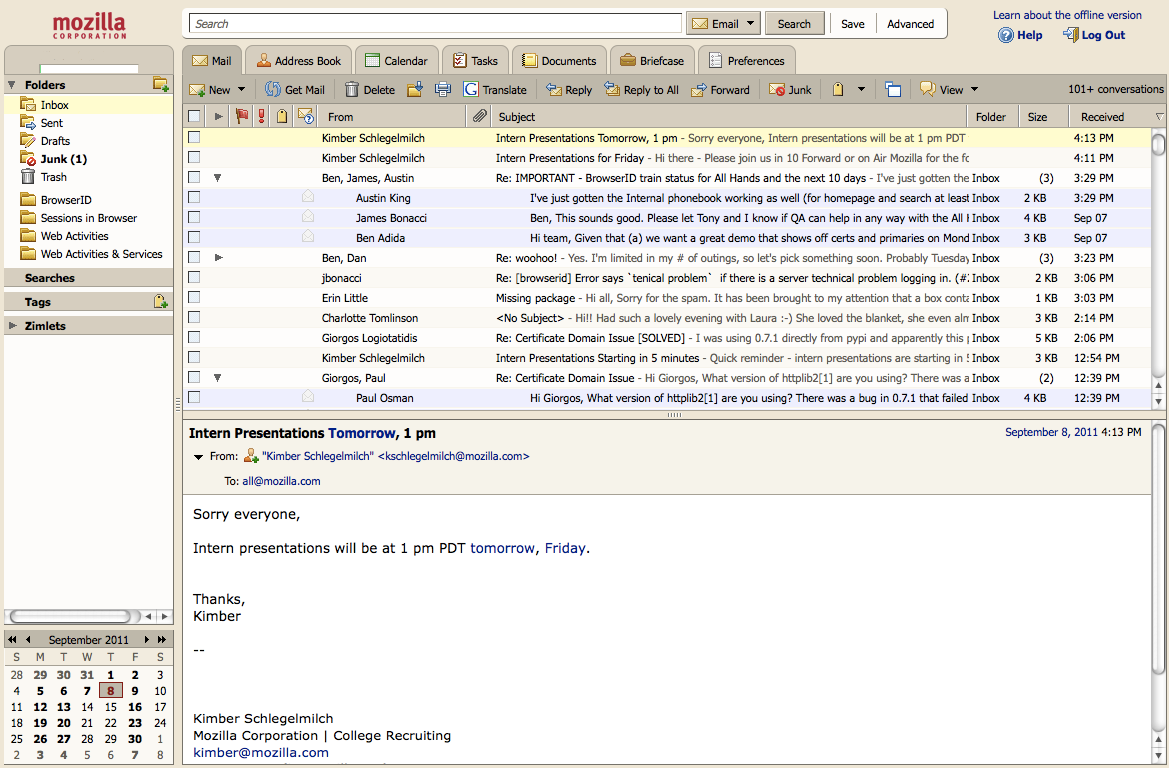 mozilla
CORPORATION
Search
Email
Search
Save
Advanced
Learn about the offline version
Help
Log Out
Mail
Address Book
Calendar
Tasks
Documents
Briefcase
Preferences
Folders
Inbox
Sent
Drafts
Junk (1)
Trash
BrowserID
Sessions in Browser
Web Activities
Web Activities & Services
Searches
Tags
Zimlets
New
Get Mail
Delete
Translate
Reply
Reply to All
Forward
Junk
View
101+ conversations
From
Subject
Folder
Size
Received
Kimber Schlegelmilch Intern Presentations Tomorrow, 1 pm - Sorry everyone, Intern presentations will be at 1 pm PDT 4:13 PM
Kimber Schlegelmilch Intern Presentations for Friday - Hi there - Please join us in 10 Forward or on Air Mozilla for the fo 4:11 PM
Ben, James, Austin Re: IMPORTANT - BrowserID train status for All Hands and the next 10 days - I've just gotten the Inbox (3) 3:29 PM
Austin King I've just gotten the Internal phonebook working as well (for homepage and search at least Inbox 2 KB 3:29 PM
James Bonacci Ben, This sounds good. Please let Tony and I know if QA can help in any way with the All H Inbox 4 KB Sep 07
Ben Adida Hi team, Given that (a) we want a great demo that shows off certs and primaries on Mond Inbox 3 KB Sep 07
Ben, Dan Re: woohoo! - Yes. I'm limited in my # of outings, so let's pick something soon. Probably Tuesday Inbox (3) 3:23 PM
jbonacci Re: [browserid] Error says `tenical problem` if there is a server technical problem logging in. (#2 Inbox 2 KB 3:06 PM
Erin Little Missing package - Hi all, Sorry for the spam. It has been brought to my attention that a box conta Inbox 1 KB 3:03 PM
Charlotte Tomlinson <No Subject> - Hi!! Had such a lovely evening with Laura :-) She loved the blanket, she even alm Inbox 3 KB 2:14 PM
Giorgos Logiotatidis Re: Certificate Domain Issue [SOLVED] - I was using 0.7.1 directly from pypi and apparently this p Inbox 5 KB 2:06 PM
Kimber Schlegelmilch Intern Presentations Starting in 5 minutes - Quick reminder - intern presentations are starting in 5 Inbox 3 KB 12:54 PM
Giorgos, Paul Re: Certificate Domain Issue - Hi Giorgos, What version of httplib2[1] are you using? There was a Inbox (2) 12:39 PM
Paul Osman Hi Giorgos, What version of httplib2[1] are you using? There was a bug in 0.7.1 that failed Inbox 4 KB 12:39 PM
Intern Presentations Tomorrow, 1 pm
September 8, 2011 4:13 PM
From: "Kimber Schlegelmilch" <kschlegelmilch@mozilla.com>
To: all@mozilla.com
Sorry everyone,
Intern presentations will be at 1 pm PDT tomorrow, Friday.
Thanks,
Kimber
--
Kimber Schlegelmilch
Mozilla Corporation | College Recruiting
kimber@mozilla.com
September 2011
S M T W T F S
28 29 30 31 1 2 3
4 5 6 7 8 9 10
11 12 13 14 15 16 17
18 19 20 21 22 23 24
25 26 27 28 29 30 1
2 3 4 5 6 7 8